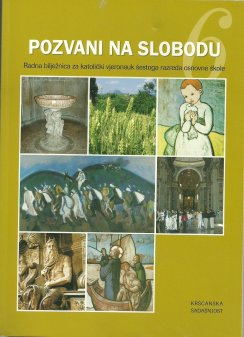 6
POZVANI NA SLOBODU
Radna bilježnica za katolički vjeronauk šestoga razreda osnovne škole
KRŠĆANSKA
SADAŠNJOST